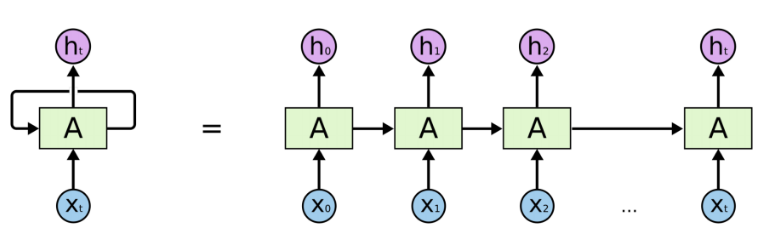 hₜ h₀ h₁ h₂ hₜ
A = A A A A
xₜ x₀ x₁ x₂ ... xₜ